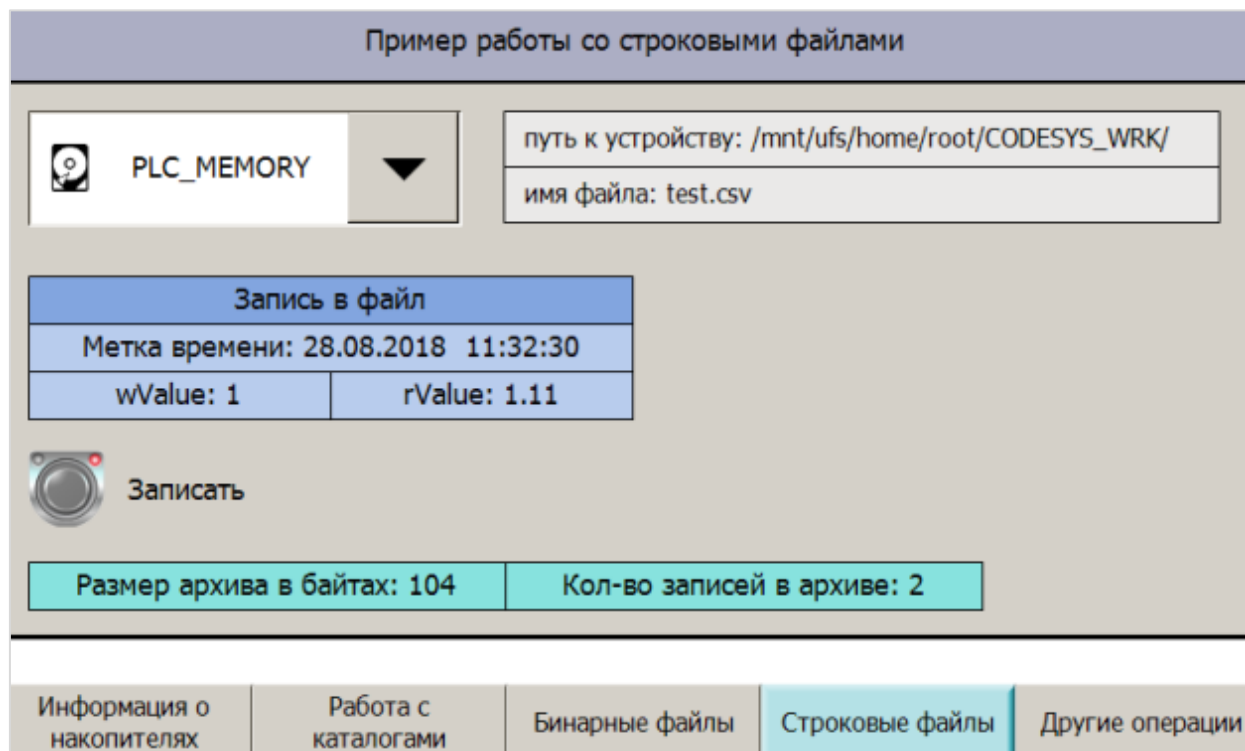 Пример работы со строковыми файлами
PLC_MEMORY
путь к устройству: /mnt/ufs/home/root/CODESYS_WRK/
имя файла: test.csv
Запись в файл
Метка времени: 28.08.2018 11:32:30
wValue: 1
rValue: 1.11
Записать
Размер архива в байтах: 104
Кол-во записей в архиве: 2
Информация о
накопителях
Работа с
каталогами
Бинарные файлы
Строковые файлы
Другие операции